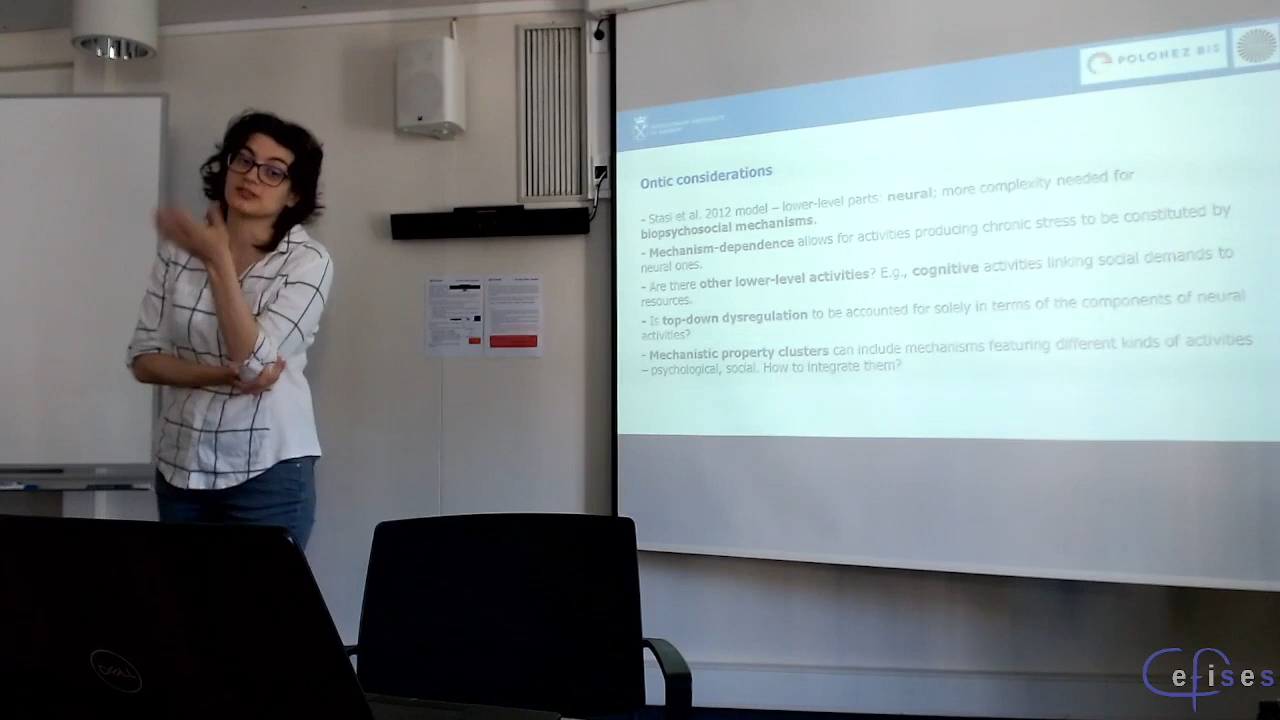 POLONEZ BIS
Ontic considerations
- Stasi et al. 2012 model – lower-level parts: neural; more complexity needed for
biopsychosocial mechanisms.
- Mechanism-dependence allows for activities producing chronic stress to be constituted by
neural ones.
- Are there other lower-level activities? E.g., cognitive activities linking social demands to
resources.
- Is top-down dysregulation to be accounted for solely in terms of the components of neural
activities?
- Mechanistic property clusters can include mechanisms featuring different kinds of activities
– psychological, social. How to integrate them?
DELL
Cefises